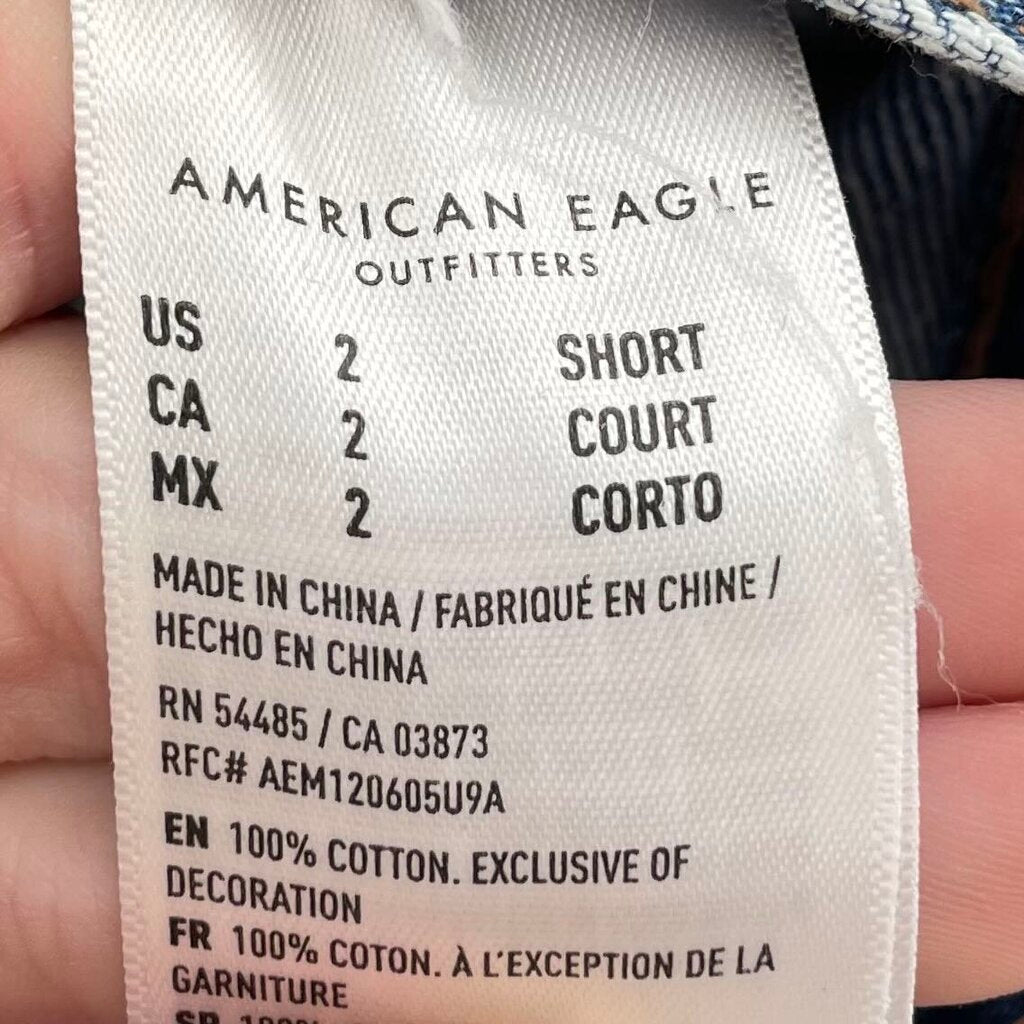 AMERICAN EAGLE
OUTFITTERS
US 2 SHORT
CA 2 COURT
MX 2 CORTO
MADE IN CHINA / FABRIQUÉ EN CHINE /
HECHO EN CHINA
RN 54485 / CA 03873
RFC# AEM120605U9A
EN 100% COTTON. EXCLUSIVE OF
DECORATION
FR 100% COTON. À L'EXCEPTION DE LA
GARNITURE
SP 100%